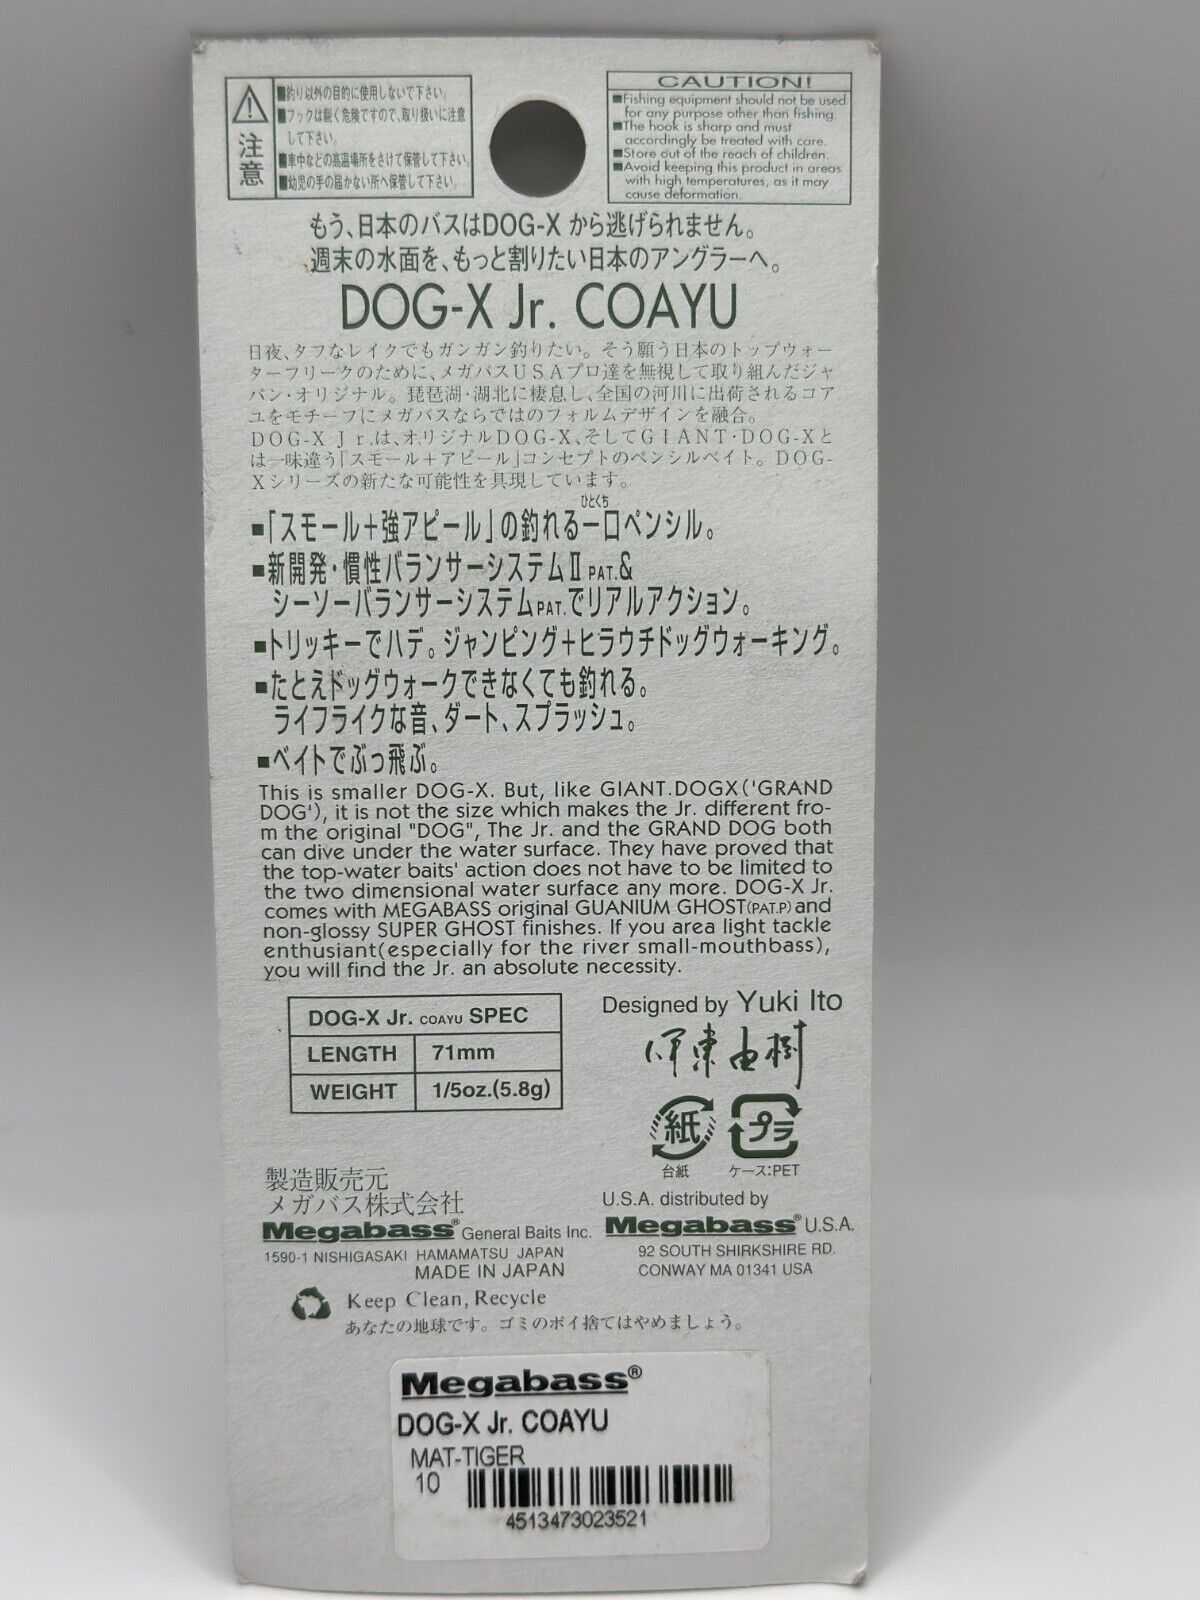 注意
■釣り以外の目的に使用しないで下さい。
■フックは鋭く危険ですので、取り扱いに注意
して下さい。
■車中などの高温場所をさけて保管して下さい。
■幼児の手の届かない所へ保管して下さい。
CAUTION!
■Fishing equipment should not be used
for any purpose other than fishing.
■The hook is sharp and must
accordingly be treated with care.
■Store out of the reach of children.
■Avoid keeping this product in areas
with high temperatures, as it may
cause deformation.
もう、日本のバスはDOG-X から逃げられません。
週末の水面を、もっと割りたい日本のアングラーへ。
DOG-X Jr. COAYU
日夜、タフなレイクでもガンガン釣りたい。そう願う日本のトップウォー
ターフリークのために、メガバスUSAプロ達を無視して取り組んだジャ
パン・オリジナル。琵琶湖・湖北に棲息し、全国の河川に出荷されるコア
ユをモチーフにメガバスならではのフォルムデザインを融合。
DOG-X Jr.は、オリジナルDOG-X、そしてGIANT・DOG-Xと
は一味違う「スモール＋アピール」コンセプトのペンシルベイト。DOG-
Xシリーズの新たな可能性を具現しています。
ひとくち
■「スモール＋強アピール」の釣れる一口ペンシル。
■新開発・慣性バランサーシステムⅡ PAT.&
シーソーバランサーシステムPAT.でリアルアクション。
■トリッキーでハデ。ジャンピング＋ヒラウチドッグウォーキング。
■たとえドッグウォークできなくても釣れる。
ライフライクな音、ダート、スプラッシュ。
■ベイトでぶっ飛ぶ。
This is smaller DOG-X. But, like GIANT.DOGX('GRAND
DOG'), it is not the size which makes the Jr. different fro-
m the original "DOG", The Jr. and the GRAND DOG both
can dive under the water surface. They have proved that
the top-water baits' action does not have to be limited to
the two dimensional water surface any more. DOG-X Jr.
comes with MEGABASS original GUANIUM GHOST(PAT.P)and
non-glossy SUPER GHOST finishes. If you area light tackle
enthusiant(especially for the river small-mouthbass),
you will find the Jr. an absolute necessity.
DOG-X Jr. COAYU SPEC
LENGTH 71mm
WEIGHT 1/5oz.(5.8g)
Designed by Yuki Ito
伊東由樹
紙
プラ
台紙
ケース:PET
製造販売元
メガバス株式会社
Megabass® General Baits Inc.
1590-1 NISHIGASAKI HAMAMATSU JAPAN
MADE IN JAPAN
U.S.A. distributed by
Megabass® U.S.A.
92 SOUTH SHIRKSHIRE RD.
CONWAY MA 01341 USA
Keep Clean, Recycle
あなたの地球です。ゴミのポイ捨てはやめましょう。
Megabass®
DOG-X Jr. COAYU
MAT-TIGER
10
4513473023521